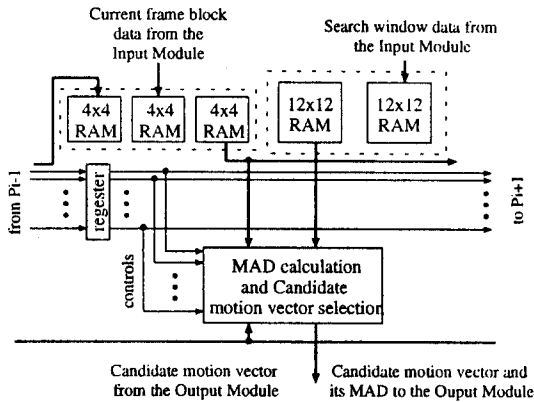 Current frame block
data from the
Input Module
Search window data from
the Input Module
4x4
RAM
4x4
RAM
4x4
RAM
12x12
RAM
12x12
RAM
from Pi-1
regester
to Pi+1
controls
MAD calculation
and Candidate
motion vector selection
Candidate motion vector
from the Output Module
Candidate motion vector and
its MAD to the Ouput Module